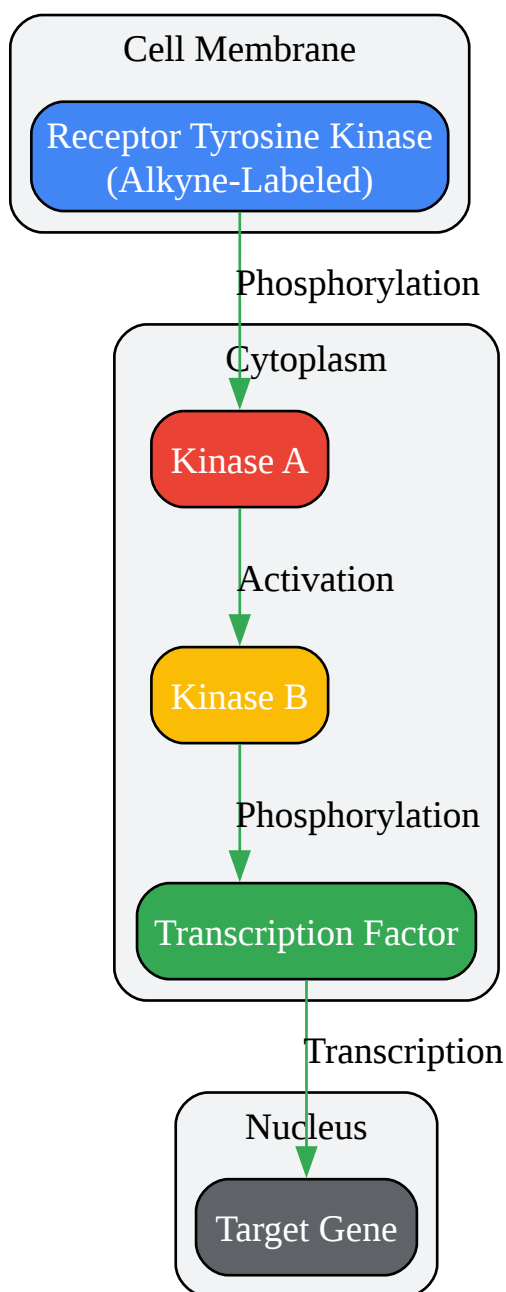 Cell Membrane
Receptor Tyrosine Kinase
(Alkyne-Labeled)
Phosphorylation
Cytoplasm
Kinase A
Activation
Kinase B
Phosphorylation
Transcription Factor
Transcription
Nucleus
Target Gene